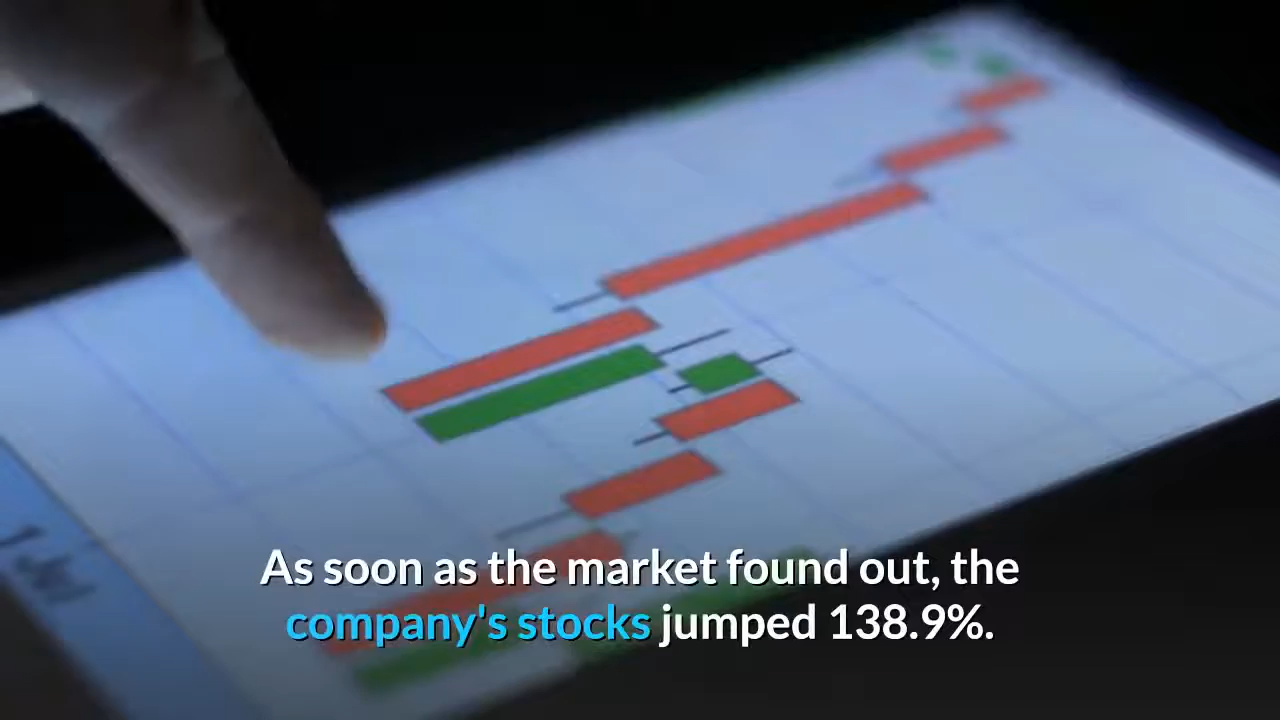 As soon as the market found out, the
company's stocks jumped 138.9%.